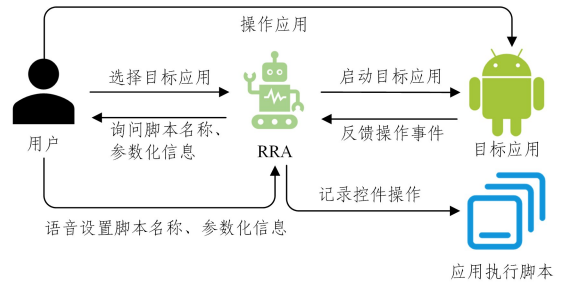 操作应用
选择目标应用
启动目标应用
询问脚本名称、
参数化信息
反馈操作事件
用户
RRA
目标应用
记录控件操作
语音设置脚本名称、参数化信息
应用执行脚本